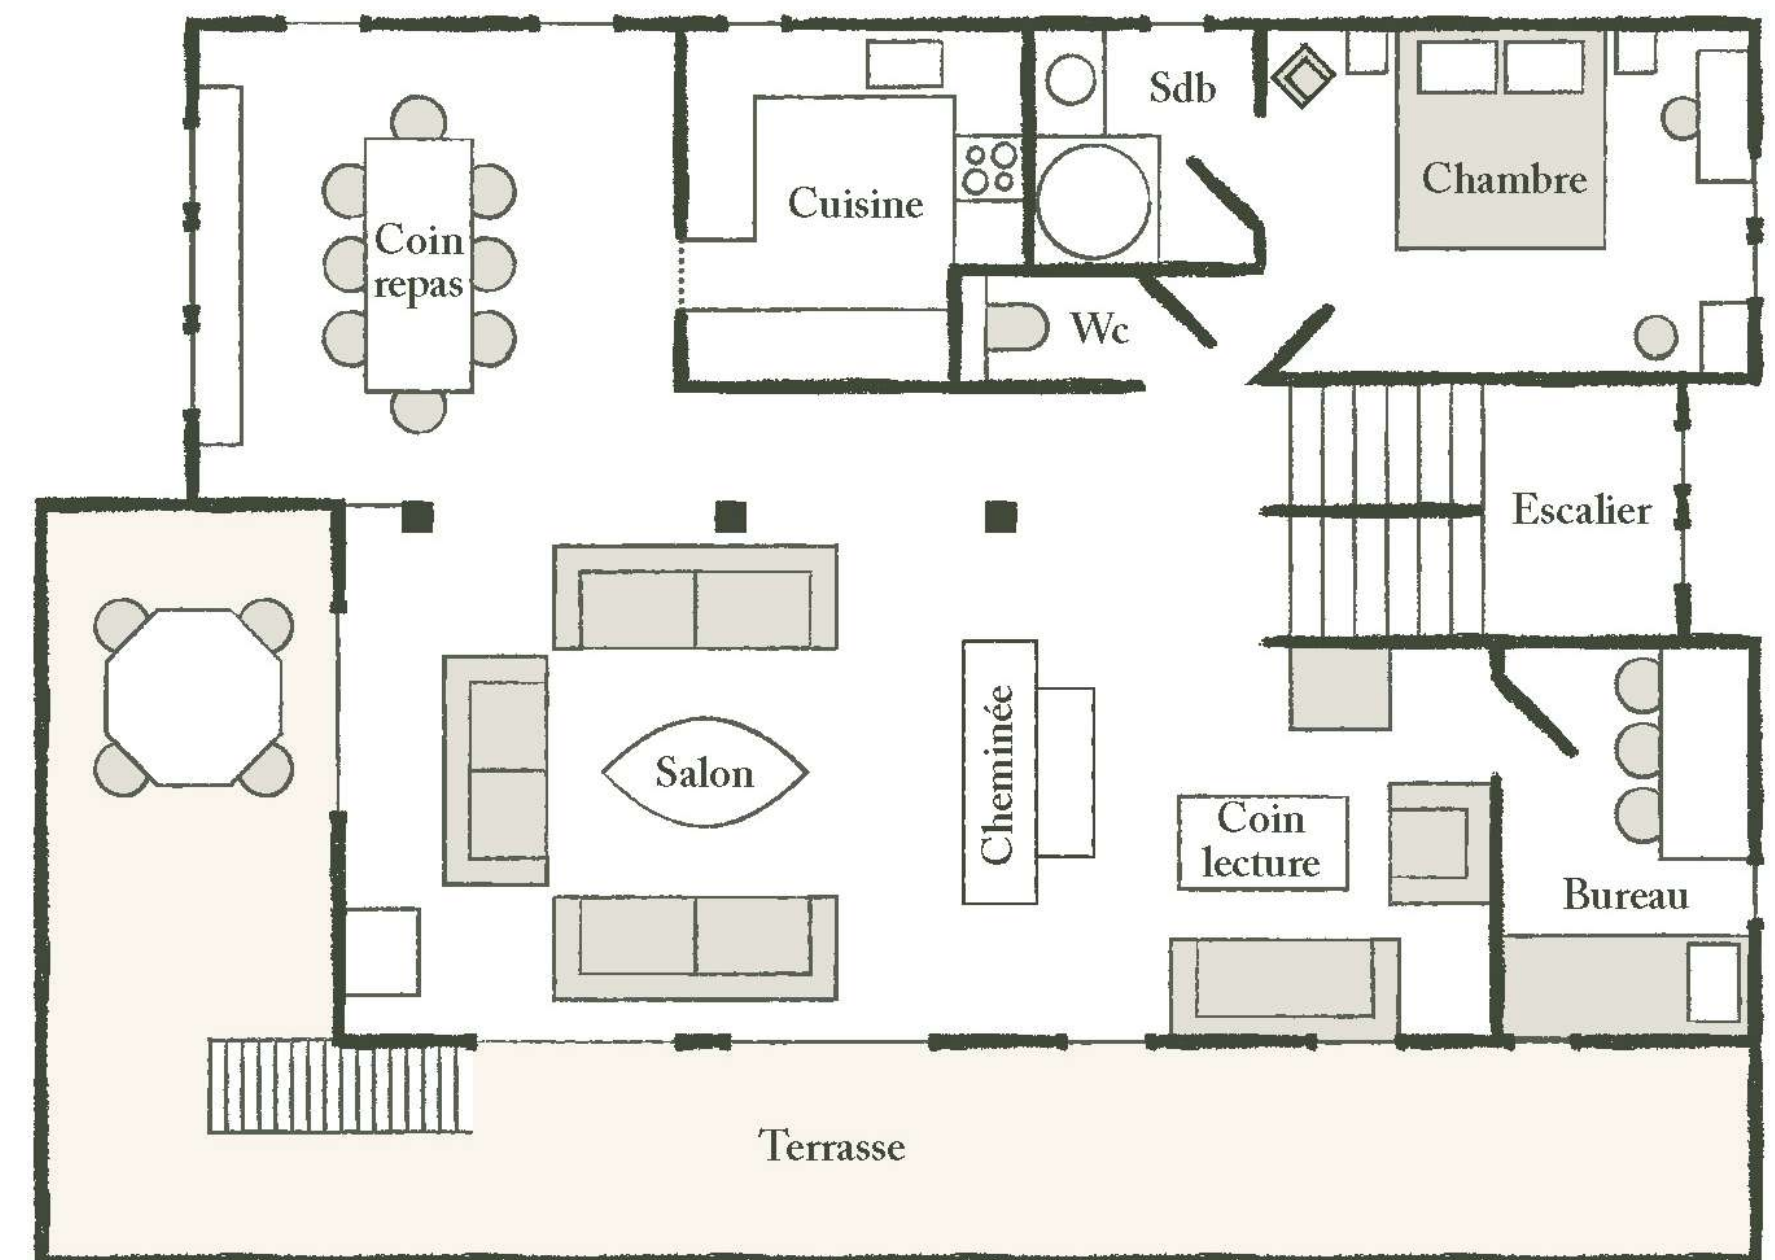 Sdb
Chambre
Cuisine
Coin
repas
Wc
Escalier
Salon
Cheminée
Coin
lecture
Bureau
Terrasse